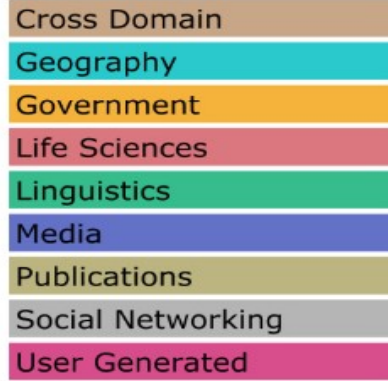 Cross Domain
Geography
Government
Life Sciences
Linguistics
Media
Publications
Social Networking
User Generated